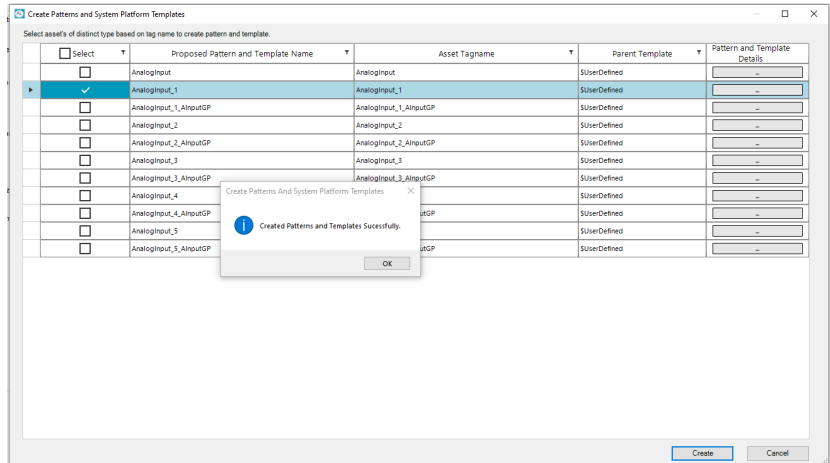 Create Patterns and System Platform Templates
Select asset's of distinct type based on tag name to create pattern and template.
Select Proposed Pattern and Template Name Asset Tagname Parent Template Pattern and Template Details
AnalogInput AnalogInput $UserDefined ...
AnalogInput_1 AnalogInput_1 $UserDefined ...
AnalogInput_1_AInputGP AnalogInput_1_AInputGP $UserDefined ...
AnalogInput_2 AnalogInput_2 $UserDefined ...
AnalogInput_2_AInputGP AnalogInput_2_AInputGP $UserDefined ...
AnalogInput_3 AnalogInput_3 $UserDefined ...
AnalogInput_3_AInputGP AnalogInput_3_AInputGP $UserDefined ...
AnalogInput_4 $UserDefined ...
AnalogInput_4_AInputGP utGP $UserDefined ...
AnalogInput_5 $UserDefined ...
AnalogInput_5_AInputGP utGP $UserDefined ...
Create Patterns And System Platform Templates
Created Patterns and Templates Sucessfully.
OK
Create Cancel